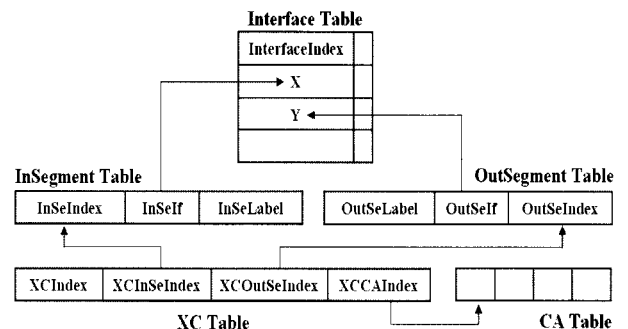 Interface Table
InterfaceIndex
X
Y
InSegment Table
OutSegment Table
InSeIndex InSeIf InSeLabel
OutSeLabel OutSeIf OutSeIndex
XCIndex XCInSeIndex XCOutSeIndex XCCAIndex
XC Table
CA Table